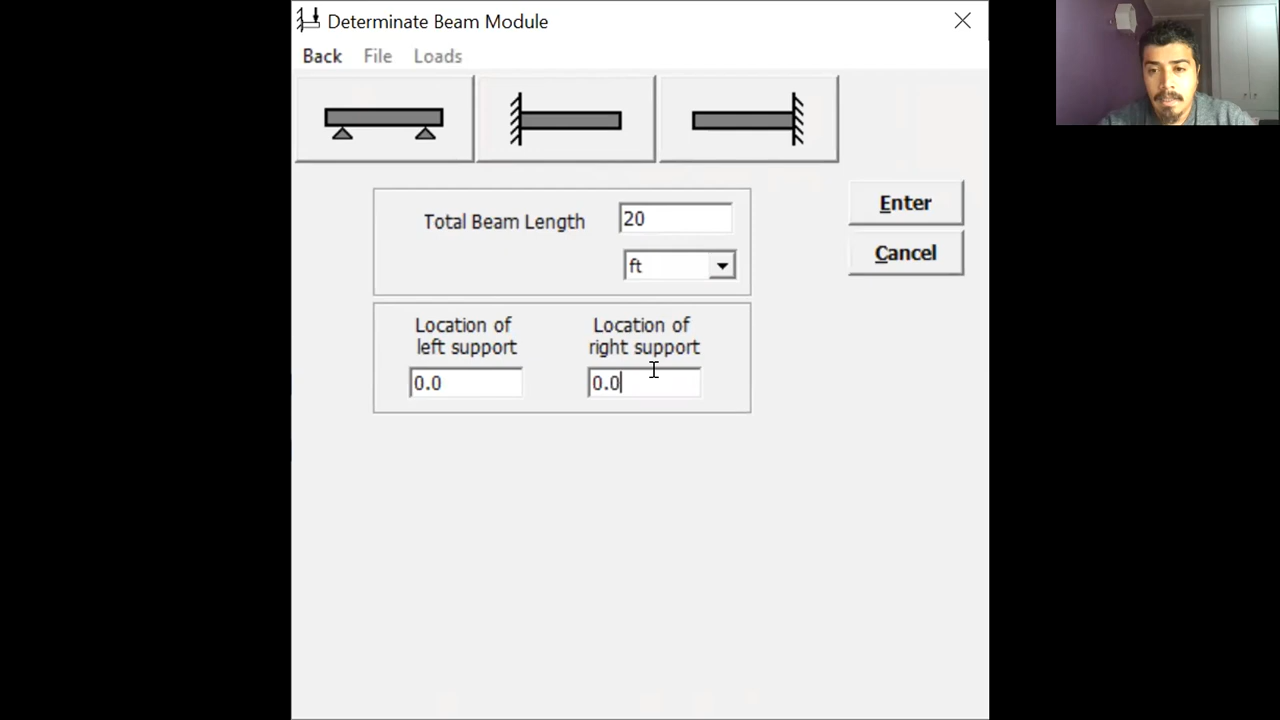 Determinate Beam Module
Back File Loads
Total Beam Length 20
ft
Enter
Cancel
Location of left support
Location of right support
0.0 0.0